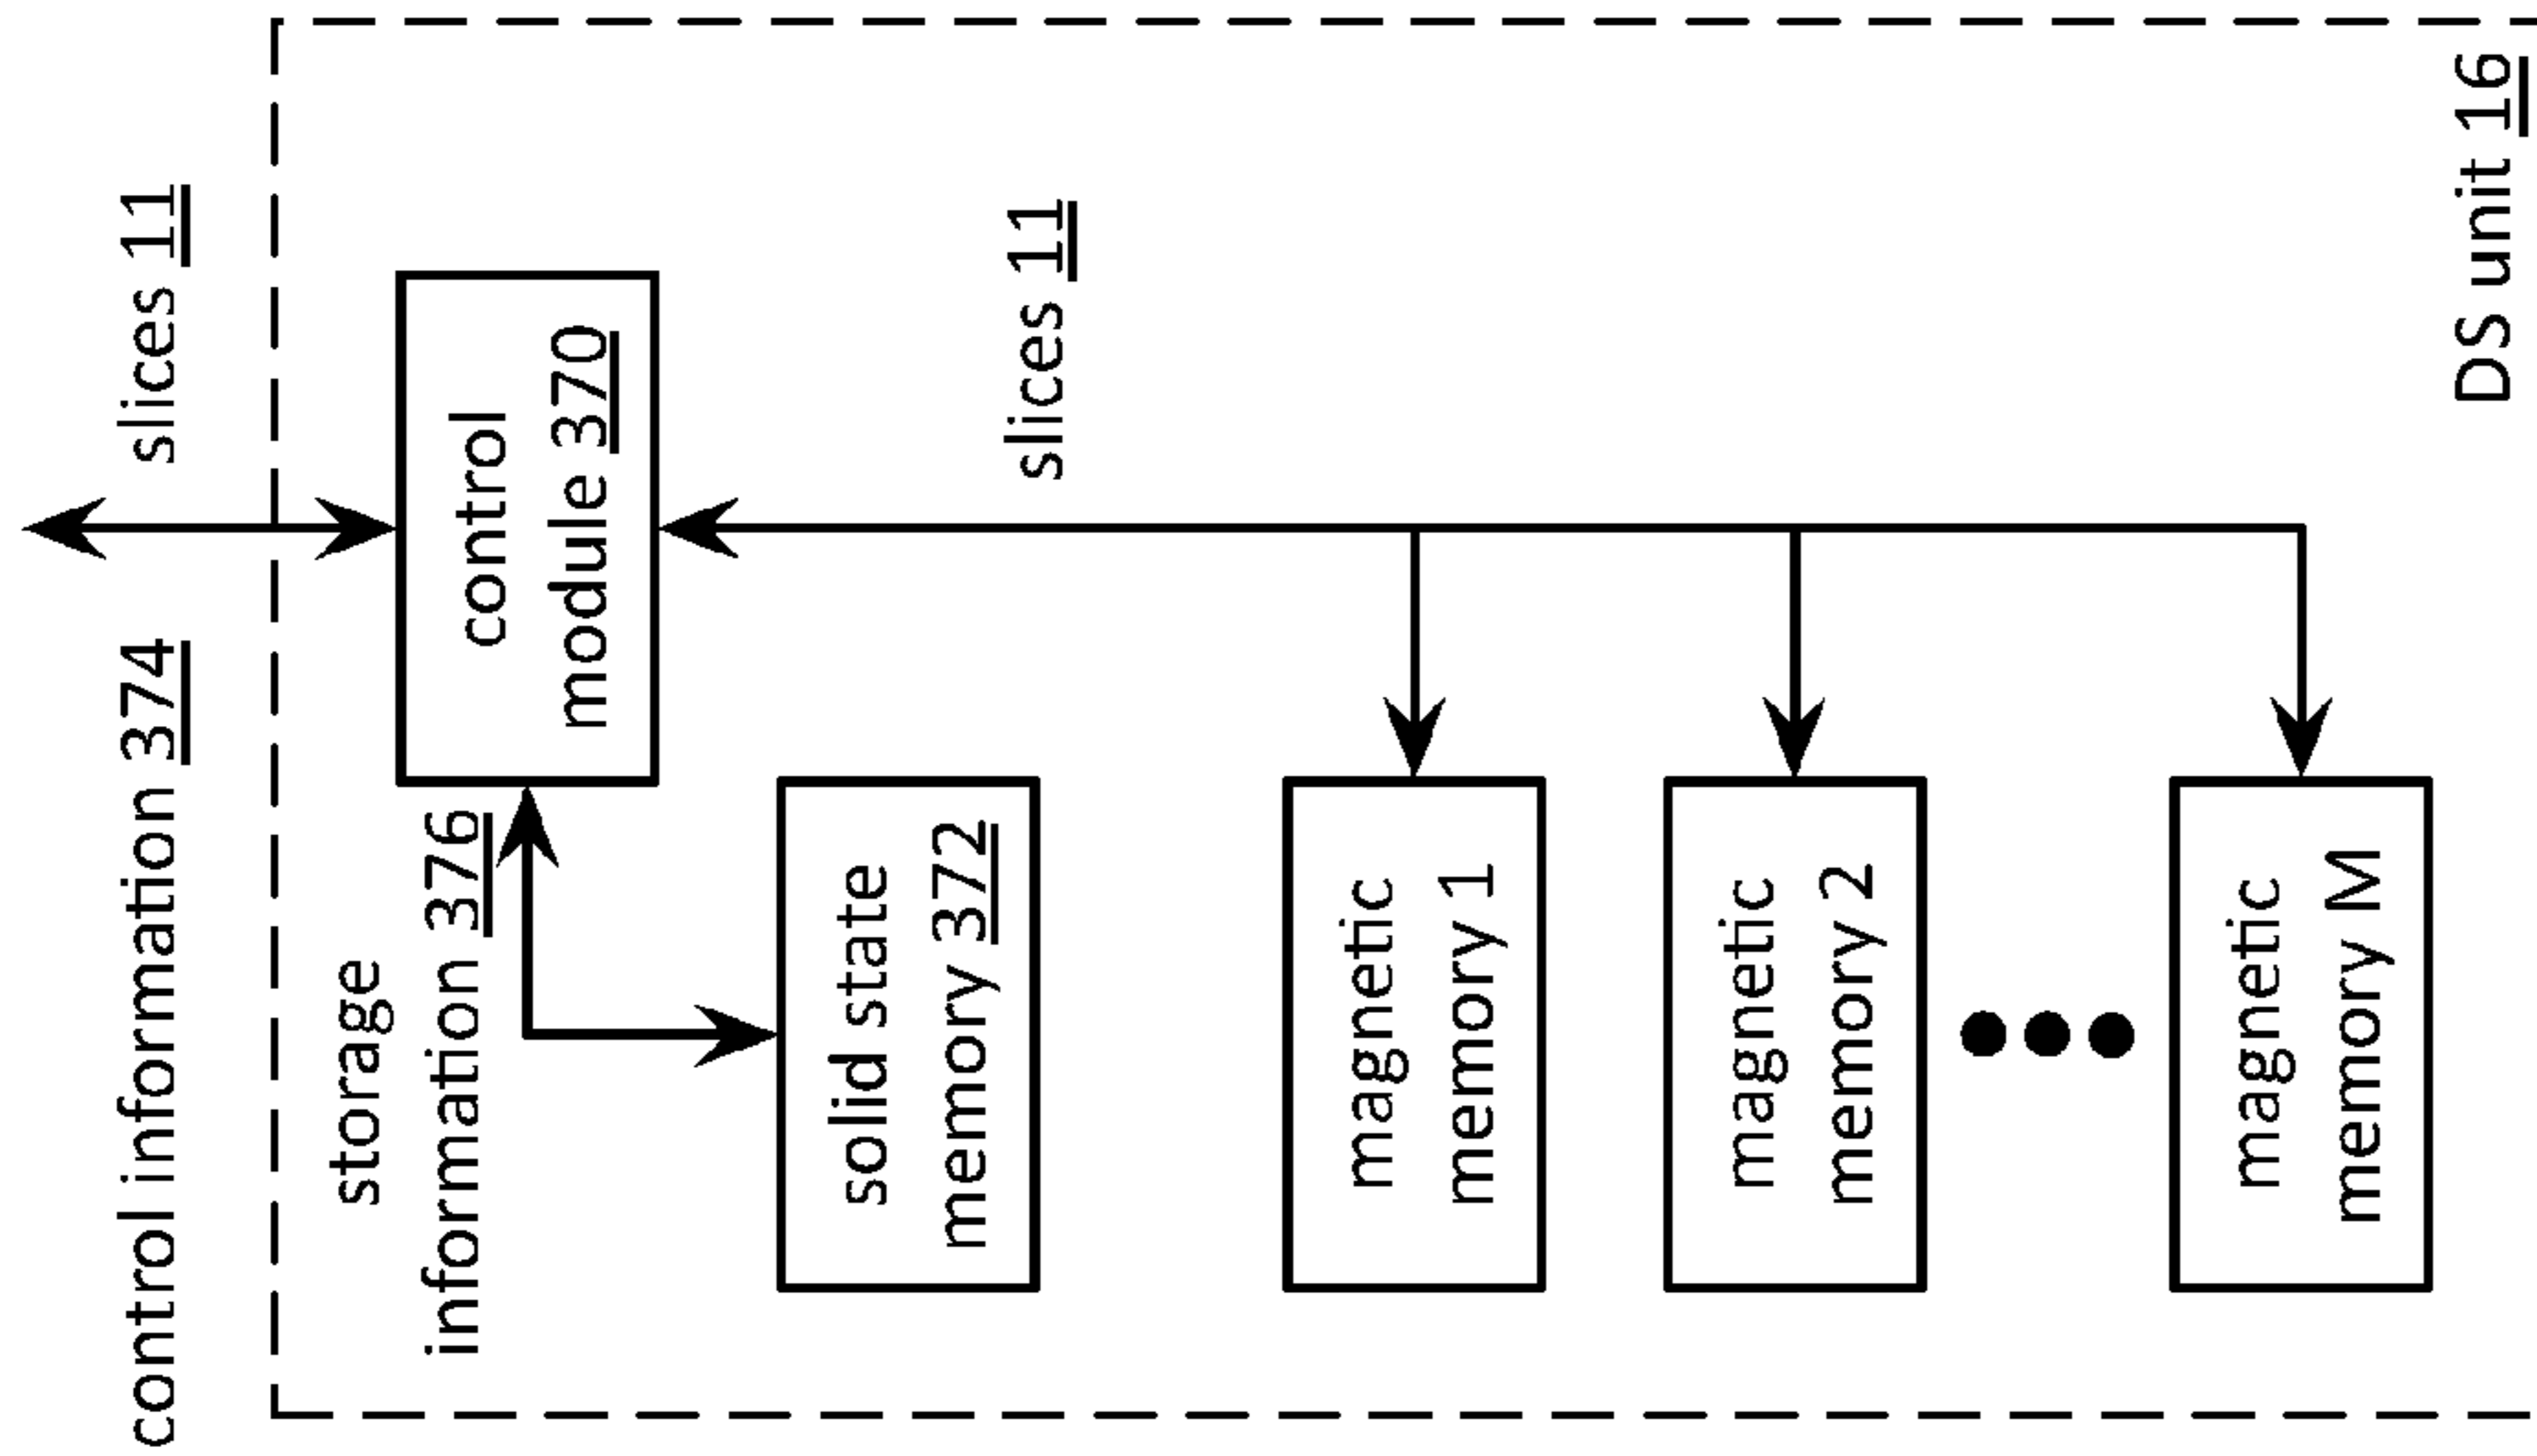 control information 374
slices 11
storage
information 376
control
module 370
solid state
memory 372
slices 11
magnetic
memory 1
magnetic
memory 2
magnetic
memory M
DS unit 16